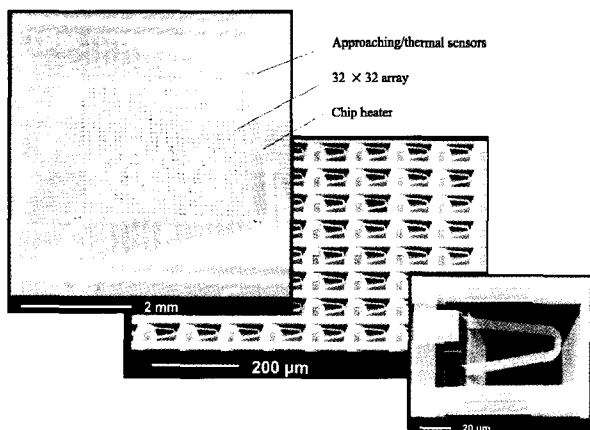 Approaching/thermal sensors
32 × 32 array
Chip heater
2 mm
200 µm
20 µm